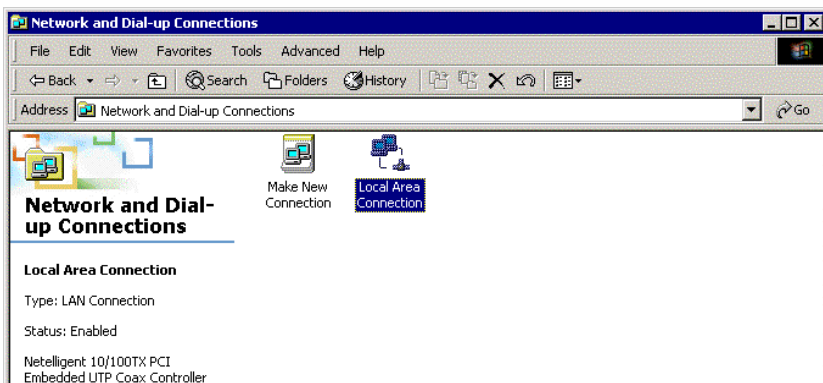 Network and Dial-up Connections
File Edit View Favorites Tools Advanced Help
Back Search Folders History
Address Network and Dial-up Connections Go
Make New
Connection
Local Area
Connection
Network and Dial-
up Connections
Local Area Connection
Type: LAN Connection
Status: Enabled
Netelligent 10/100TX PCI
Embedded UTP Coax Controller